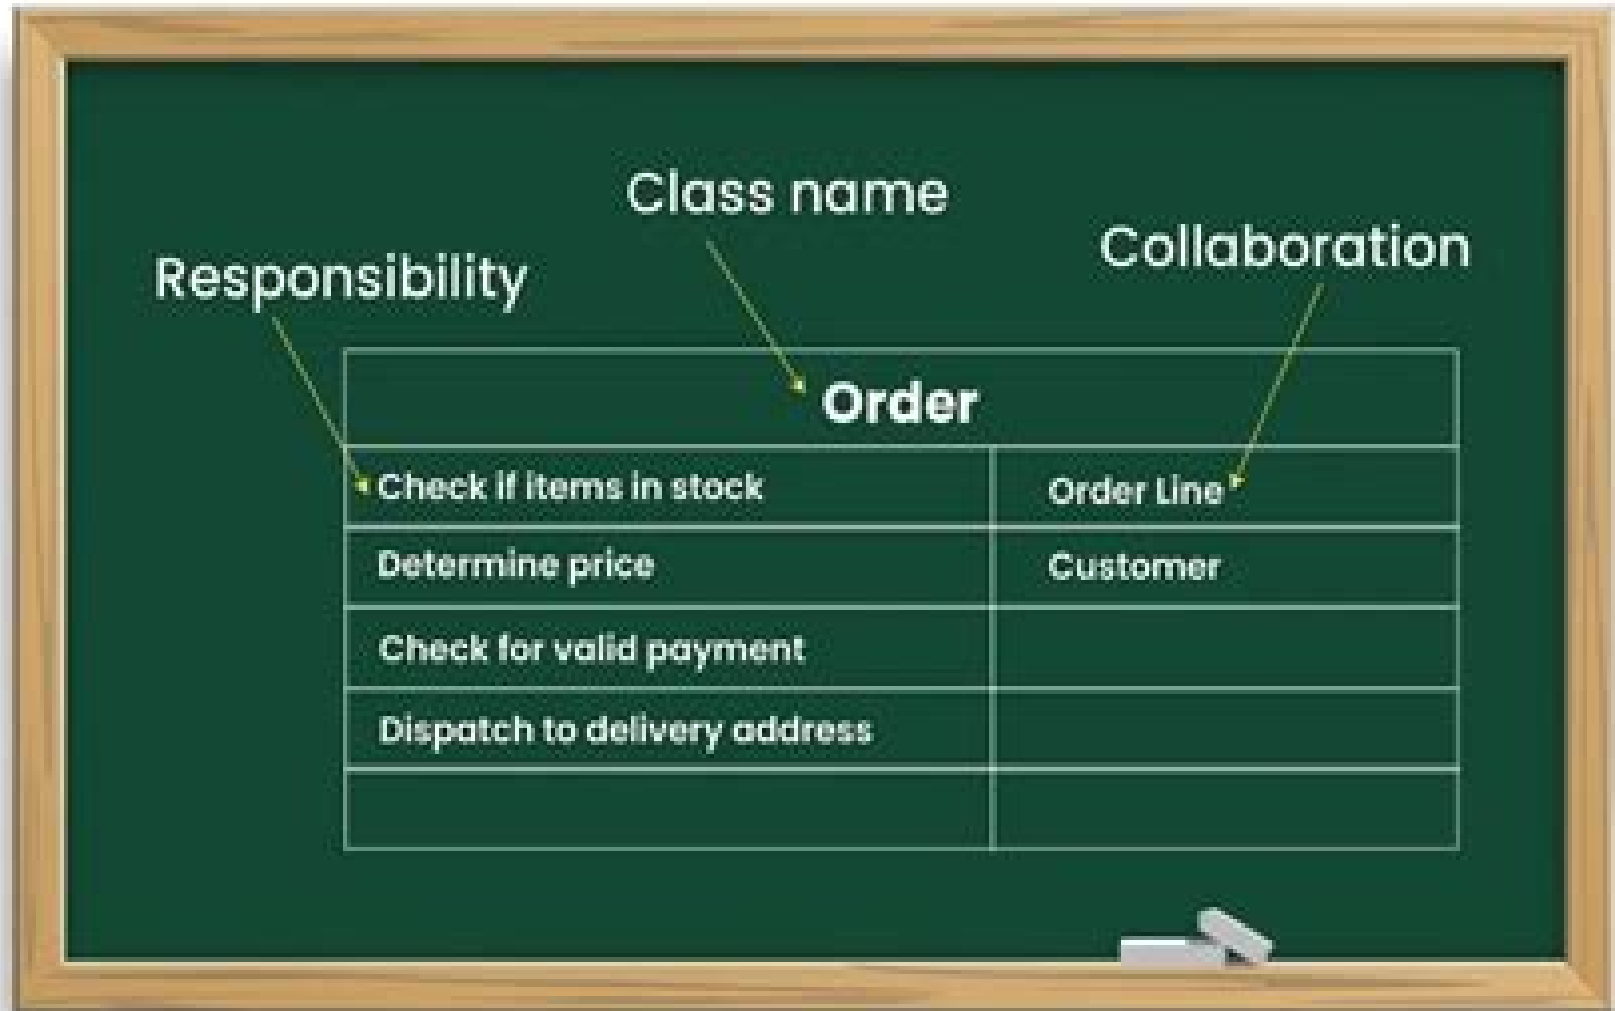 Class name
Collaboration
Responsibility
Order
Check if items in stock
Order Line
Determine price
Customer
Check for valid payment
Dispatch to delivery address